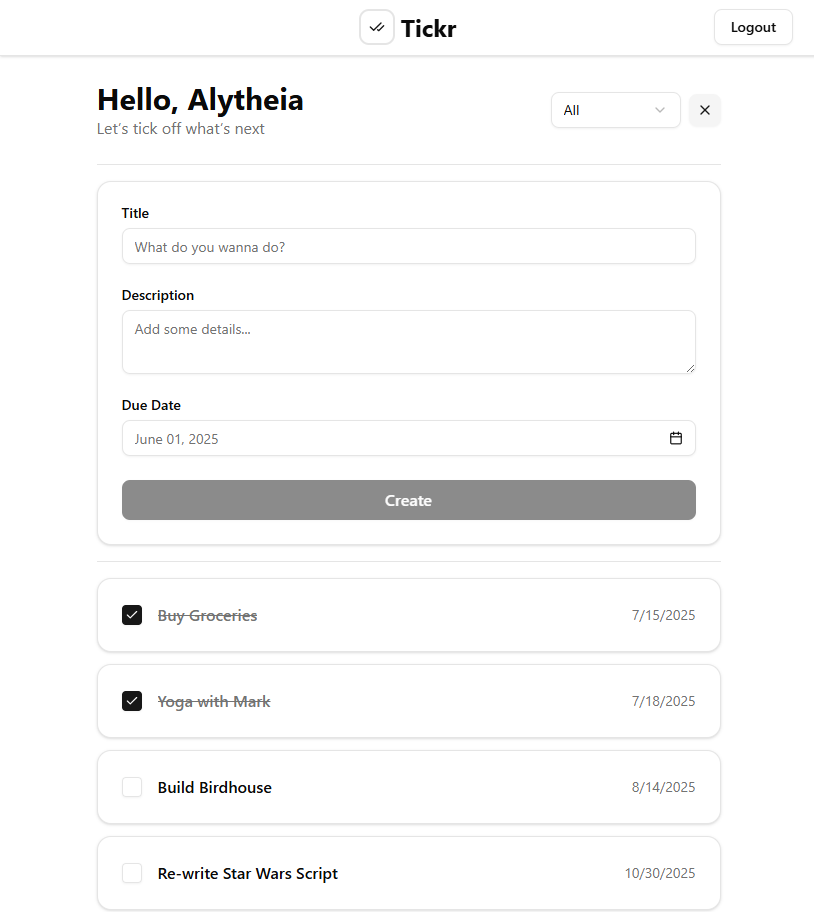 Tickr
Logout
Hello, Alytheia
Let's tick off what's next
All
Title
What do you wanna do?
Description
Add some details...
Due Date
June 01, 2025
Create
Buy Groceries 7/15/2025
Yoga with Mark 7/18/2025
Build Birdhouse 8/14/2025
Re-write Star Wars Script 10/30/2025